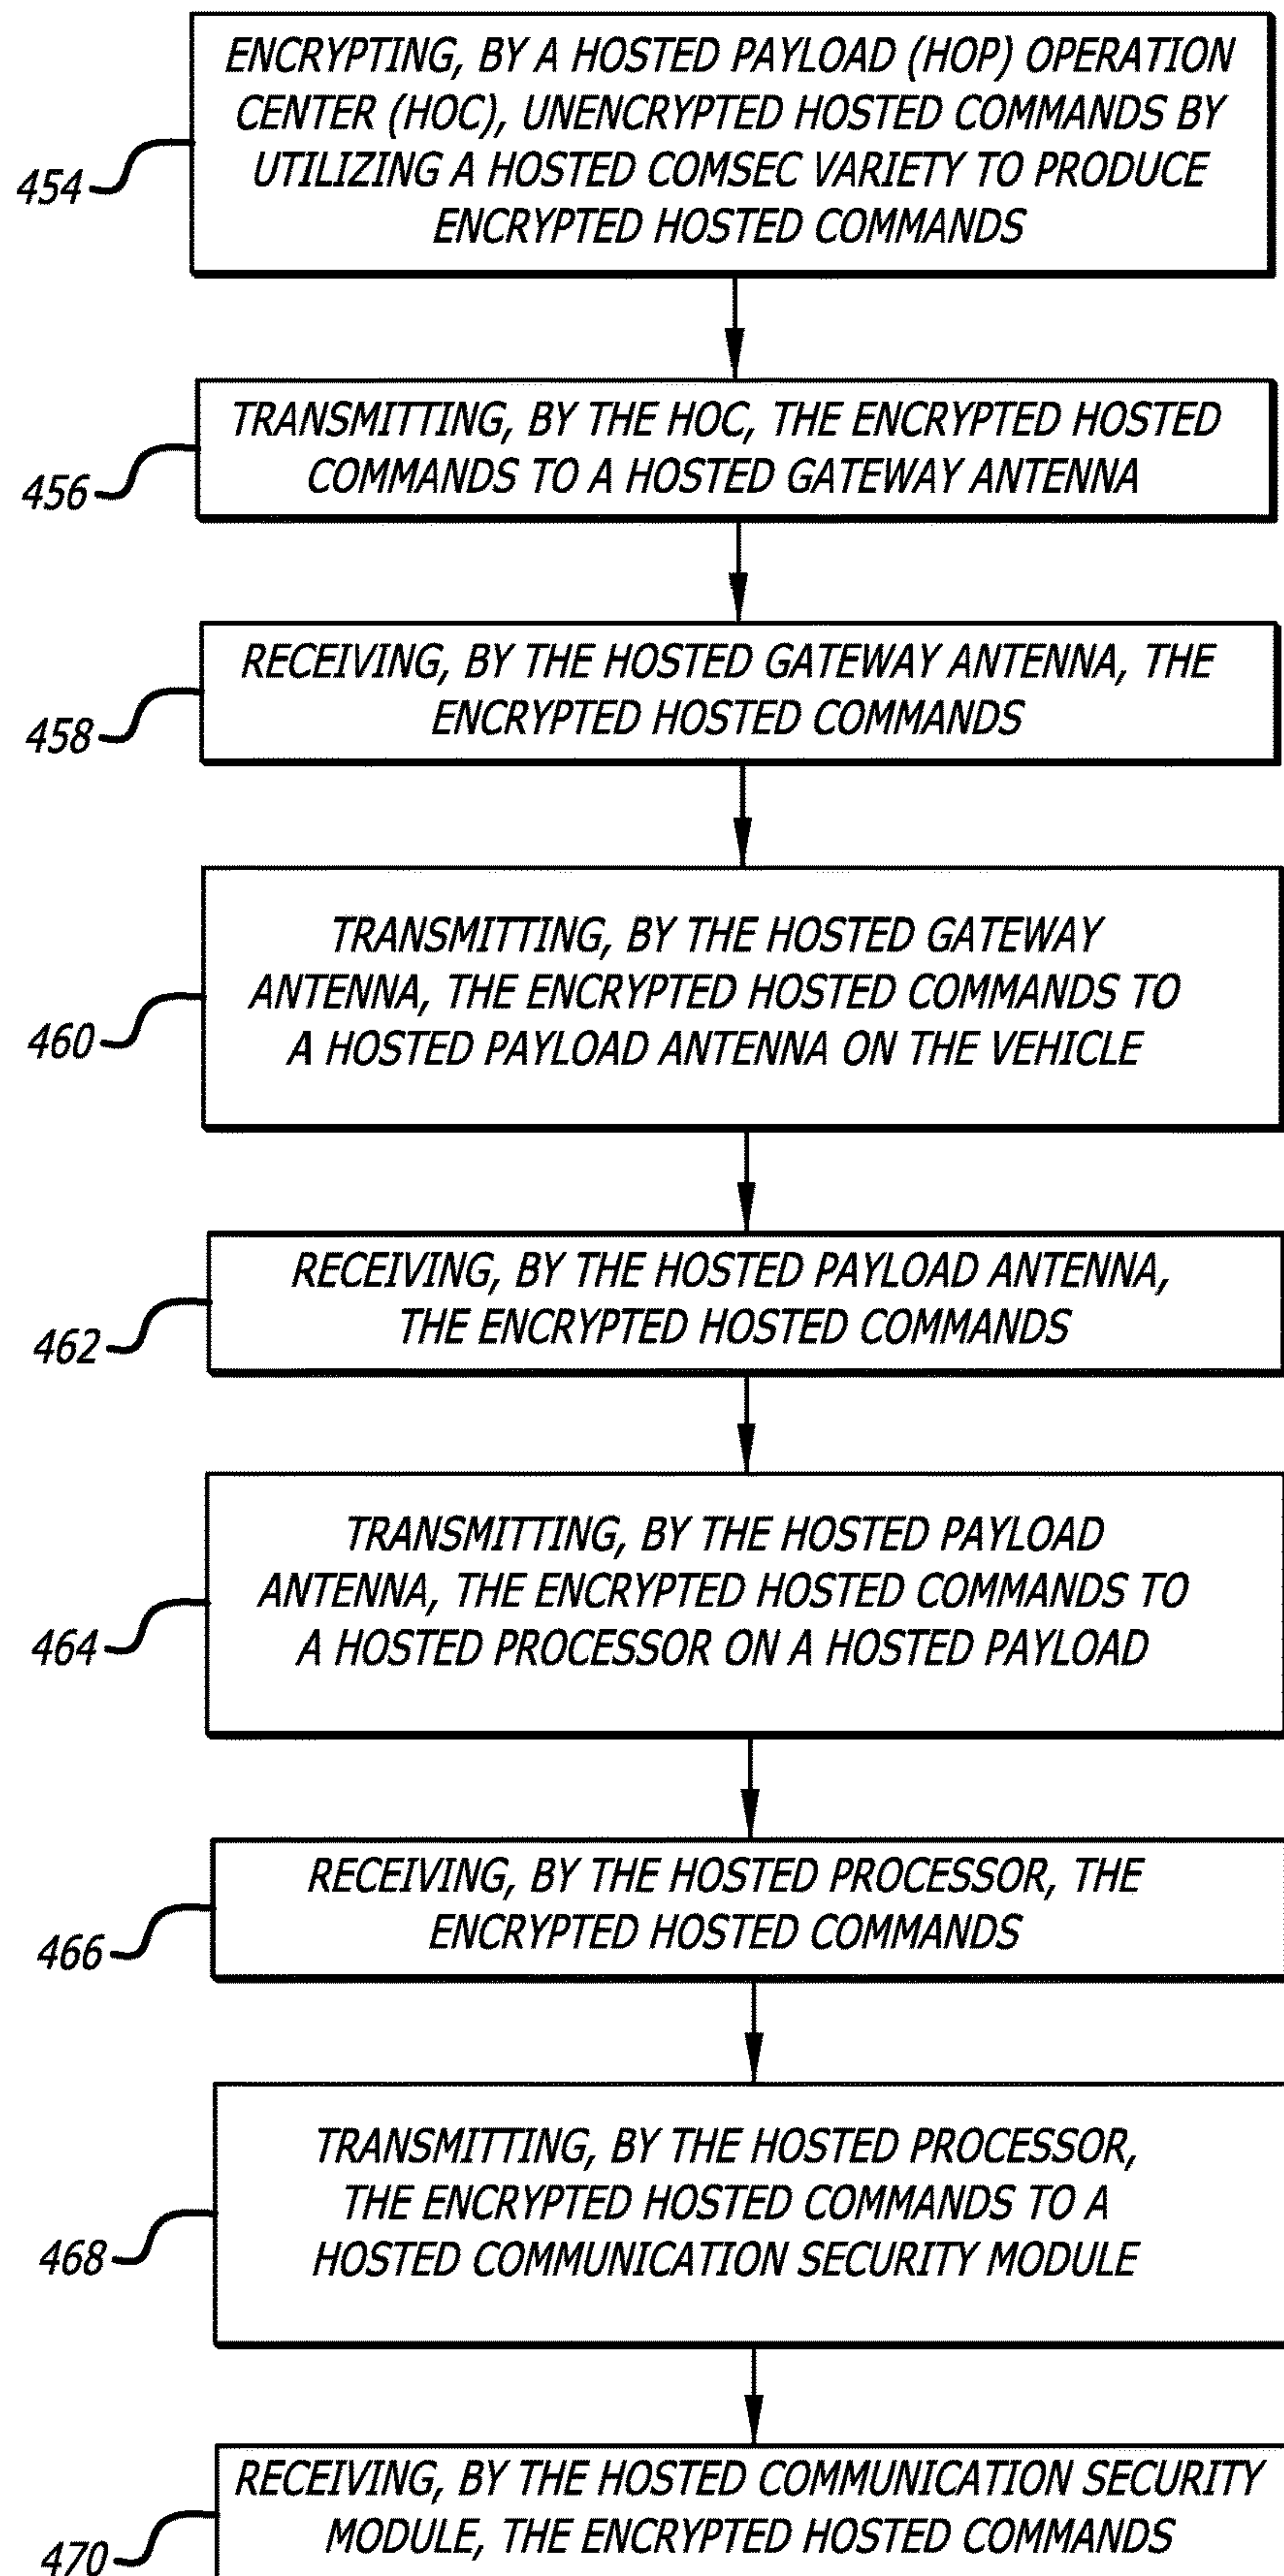 ENCRYPTING, BY A HOSTED PAYLOAD (HOP) OPERATION
CENTER (HOC), UNENCRYPTED HOSTED COMMANDS BY
UTILIZING A HOSTED COMSEC VARIETY TO PRODUCE
ENCRYPTED HOSTED COMMANDS
454
TRANSMITTING, BY THE HOC, THE ENCRYPTED HOSTED
COMMANDS TO A HOSTED GATEWAY ANTENNA
456
RECEIVING, BY THE HOSTED GATEWAY ANTENNA, THE
ENCRYPTED HOSTED COMMANDS
458
TRANSMITTING, BY THE HOSTED GATEWAY
ANTENNA, THE ENCRYPTED HOSTED COMMANDS TO
A HOSTED PAYLOAD ANTENNA ON THE VEHICLE
460
RECEIVING, BY THE HOSTED PAYLOAD ANTENNA,
THE ENCRYPTED HOSTED COMMANDS
462
TRANSMITTING, BY THE HOSTED PAYLOAD
ANTENNA, THE ENCRYPTED HOSTED COMMANDS TO
A HOSTED PROCESSOR ON A HOSTED PAYLOAD
464
RECEIVING, BY THE HOSTED PROCESSOR, THE
ENCRYPTED HOSTED COMMANDS
466
TRANSMITTING, BY THE HOSTED PROCESSOR,
THE ENCRYPTED HOSTED COMMANDS TO A
HOSTED COMMUNICATION SECURITY MODULE
468
RECEIVING, BY THE HOSTED COMMUNICATION SECURITY
MODULE, THE ENCRYPTED HOSTED COMMANDS
470